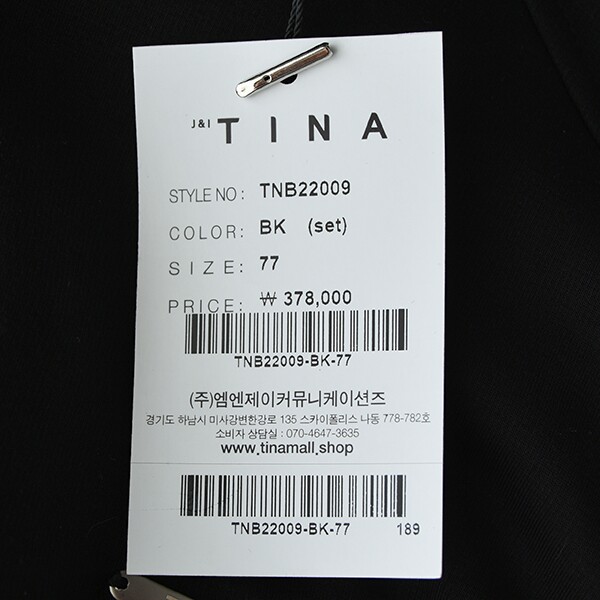 J&I TINA
STYLE NO: TNB22009
COLOR: BK (set)
SIZE: 77
PRICE: ₩ 378,000
TNB22009-BK-77
(주)엠엔제이커뮤니케이션즈
경기도 하남시 미사강변한강로 135 스카이폴리스 나동 778-782호
소비자 상담실 : 070-4647-3635
www.tinamall.shop
TNB22009-BK-77 189